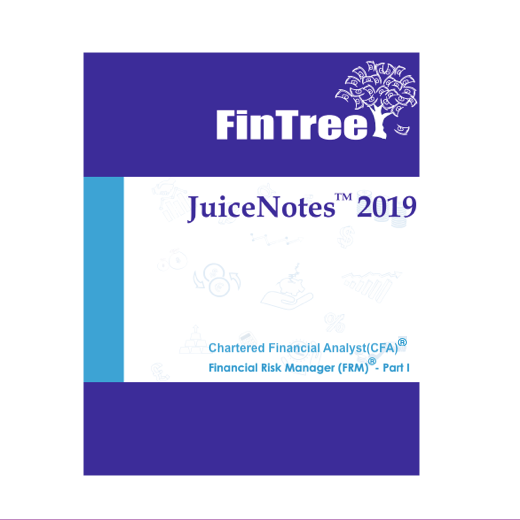 FinTree
JuiceNotes™ 2019
Chartered Financial Analyst(CFA)®
Financial Risk Manager (FRM)® - Part I